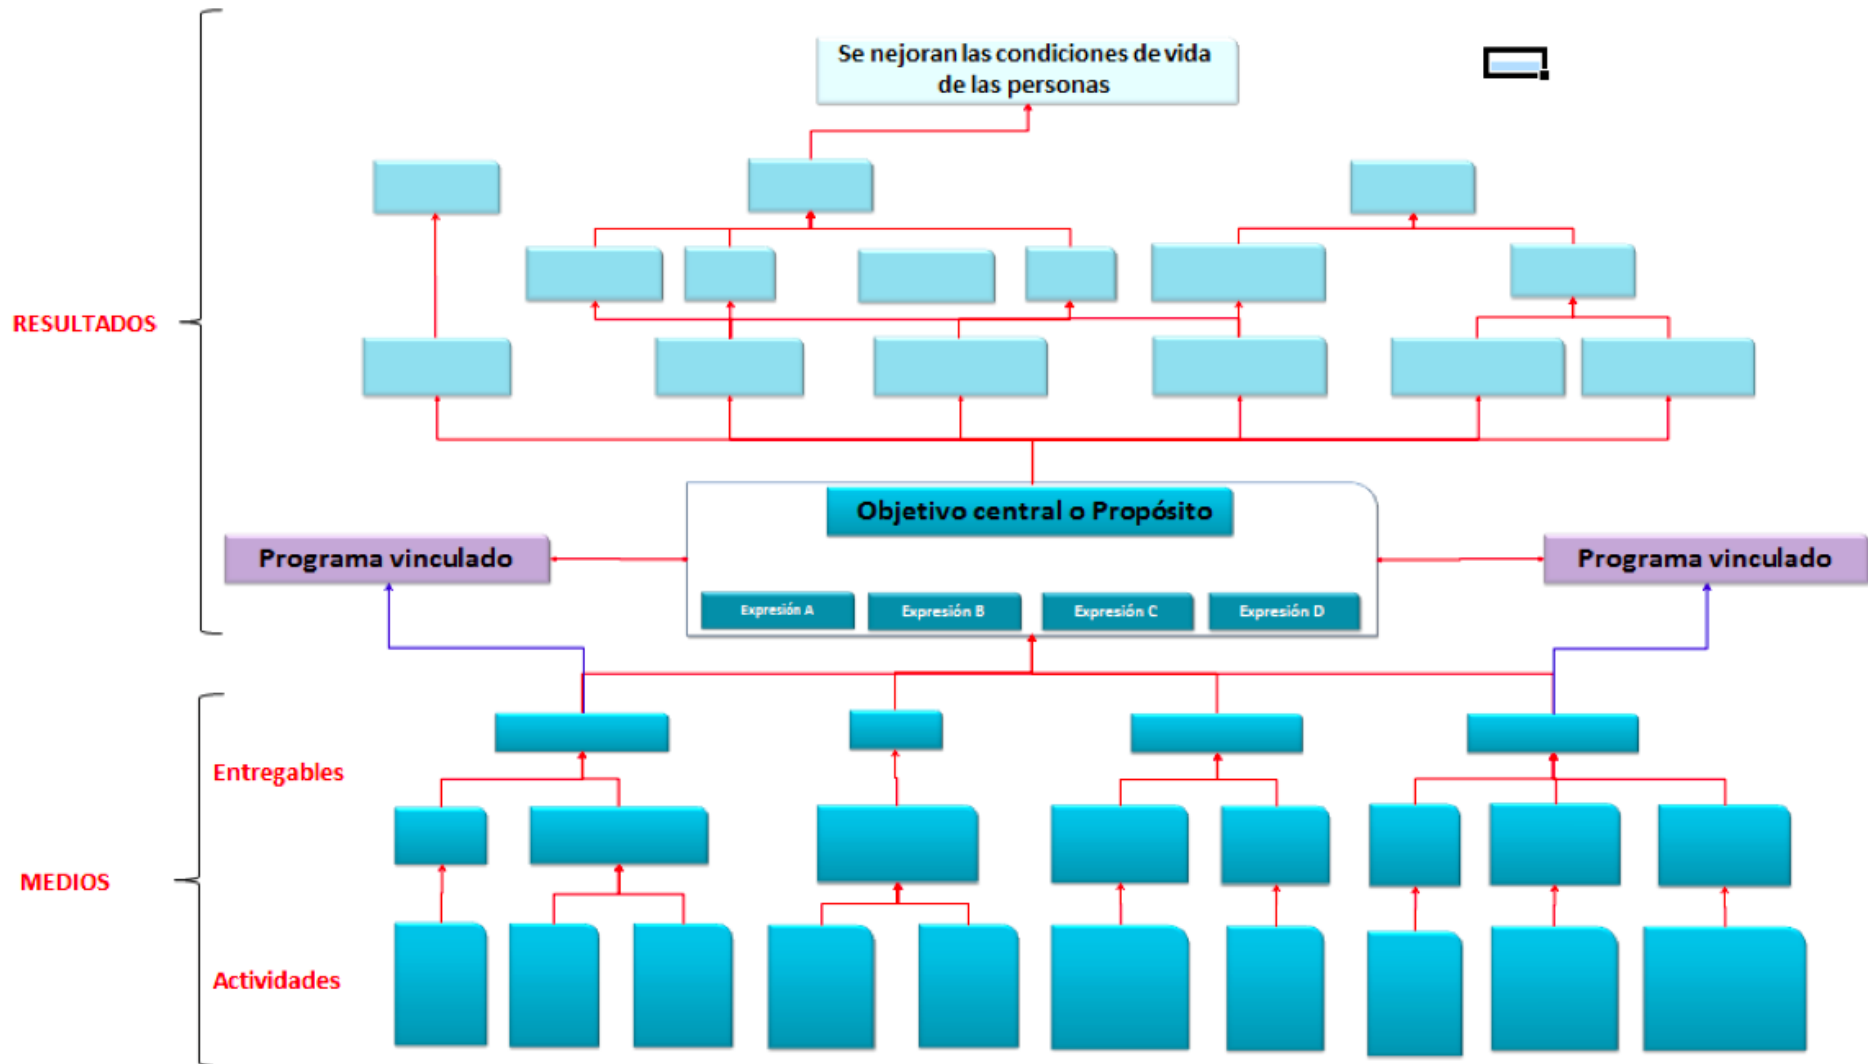 Se nejoran las condiciones de vida
de las personas
RESULTADOS
Objetivo central o Propósito
Programa vinculado
Programa vinculado
Expresión A
Expresión B
Expresión C
Expresión D
Entregables
MEDIOS
Actividades